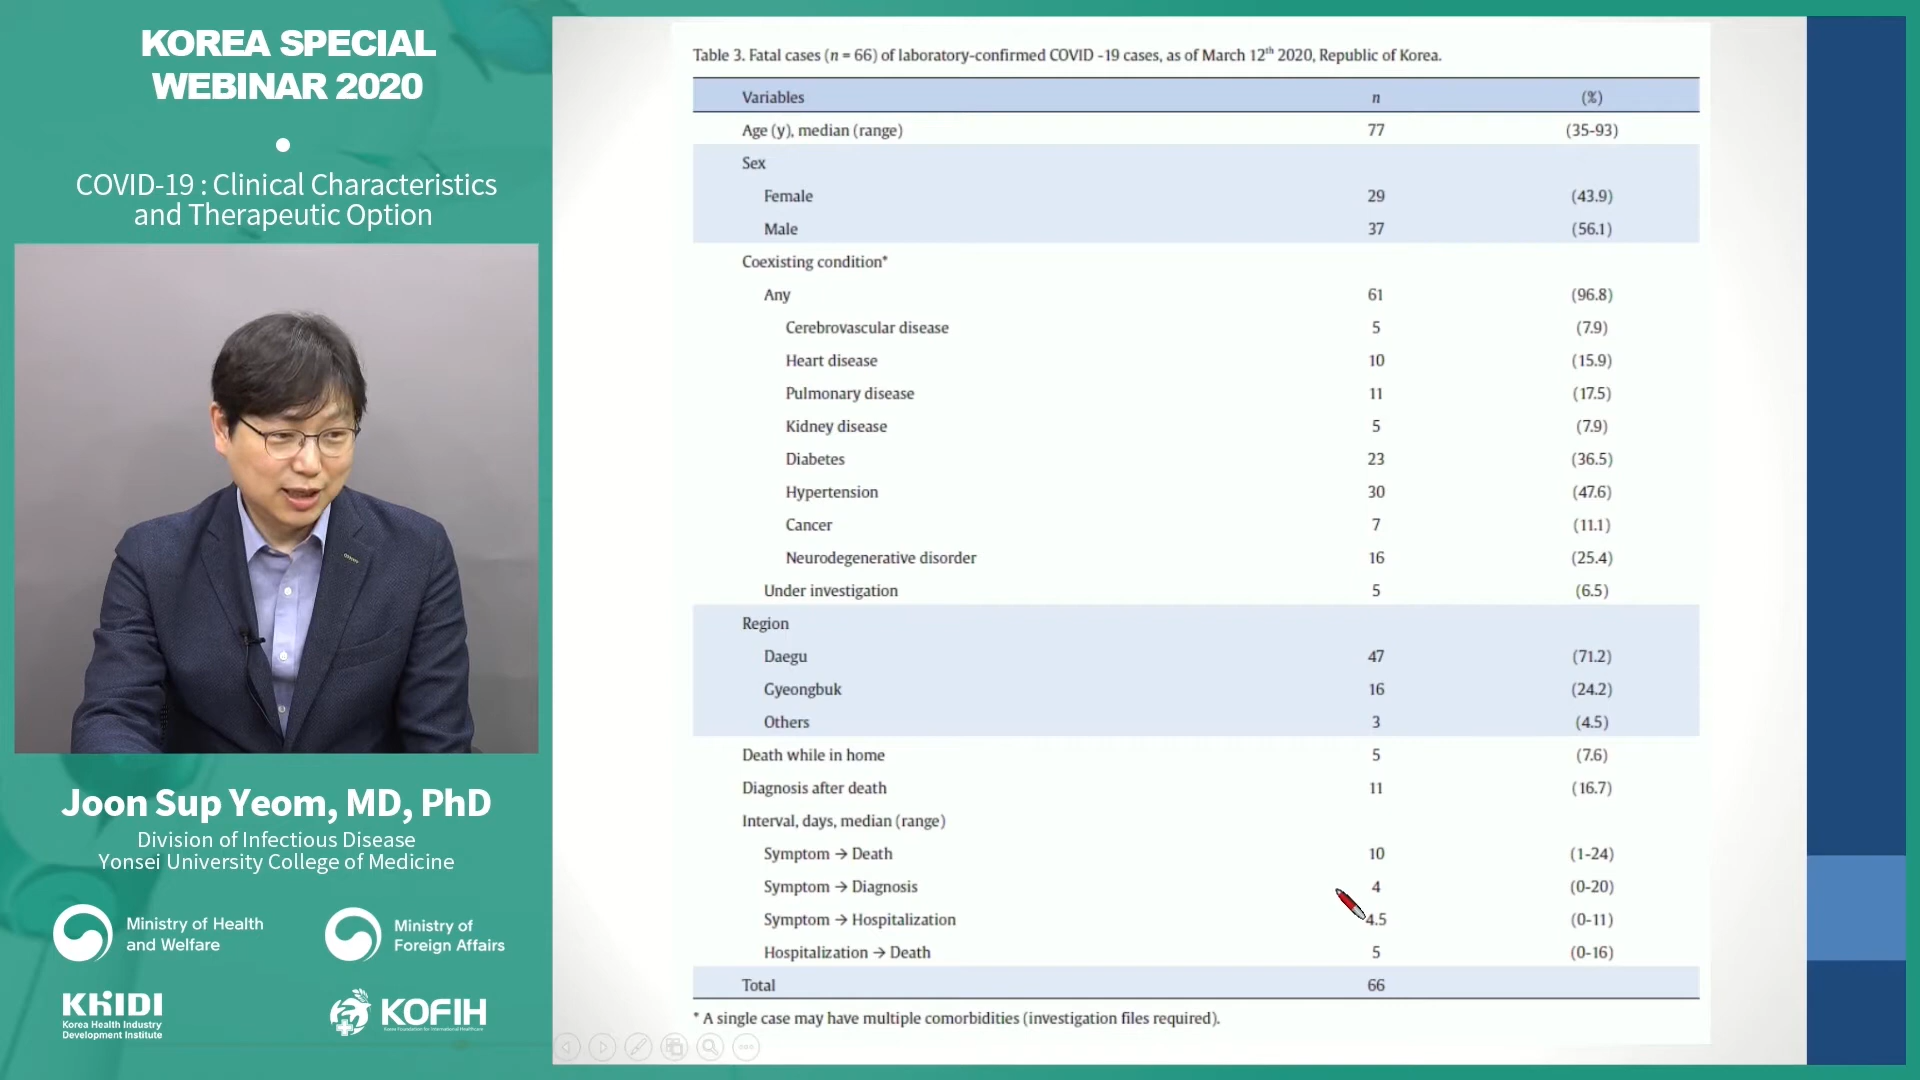 KOREA SPECIAL
WEBINAR 2020
COVID-19 : Clinical Characteristics
and Therapeutic Option
Joon Sup Yeom, MD, PhD
Division of Infectious Disease
Yonsei University College of Medicine
Ministry of Health
and Welfare
Ministry of
Foreign Affairs
KHIDI
Korea Health Industry
Development Institute
KOFIH
Korea Foundation for International Healthcare
Table 3. Fatal cases (n = 66) of laboratory-confirmed COVID -19 cases, as of March 12th 2020, Republic of Korea.
Variables n (%)
Age (y), median (range) 77 (35-93)
Sex
Female 29 (43.9)
Male 37 (56.1)
Coexisting condition*
Any 61 (96.8)
Cerebrovascular disease 5 (7.9)
Heart disease 10 (15.9)
Pulmonary disease 11 (17.5)
Kidney disease 5 (7.9)
Diabetes 23 (36.5)
Hypertension 30 (47.6)
Cancer 7 (11.1)
Neurodegenerative disorder 16 (25.4)
Under investigation 5 (6.5)
Region
Daegu 47 (71.2)
Gyeongbuk 16 (24.2)
Others 3 (4.5)
Death while in home 5 (7.6)
Diagnosis after death 11 (16.7)
Interval, days, median (range)
Symptom → Death 10 (1-24)
Symptom → Diagnosis 4 (0-20)
Symptom → Hospitalization 4.5 (0-11)
Hospitalization → Death 5 (0-16)
Total 66
* A single case may have multiple comorbidities (investigation files required).